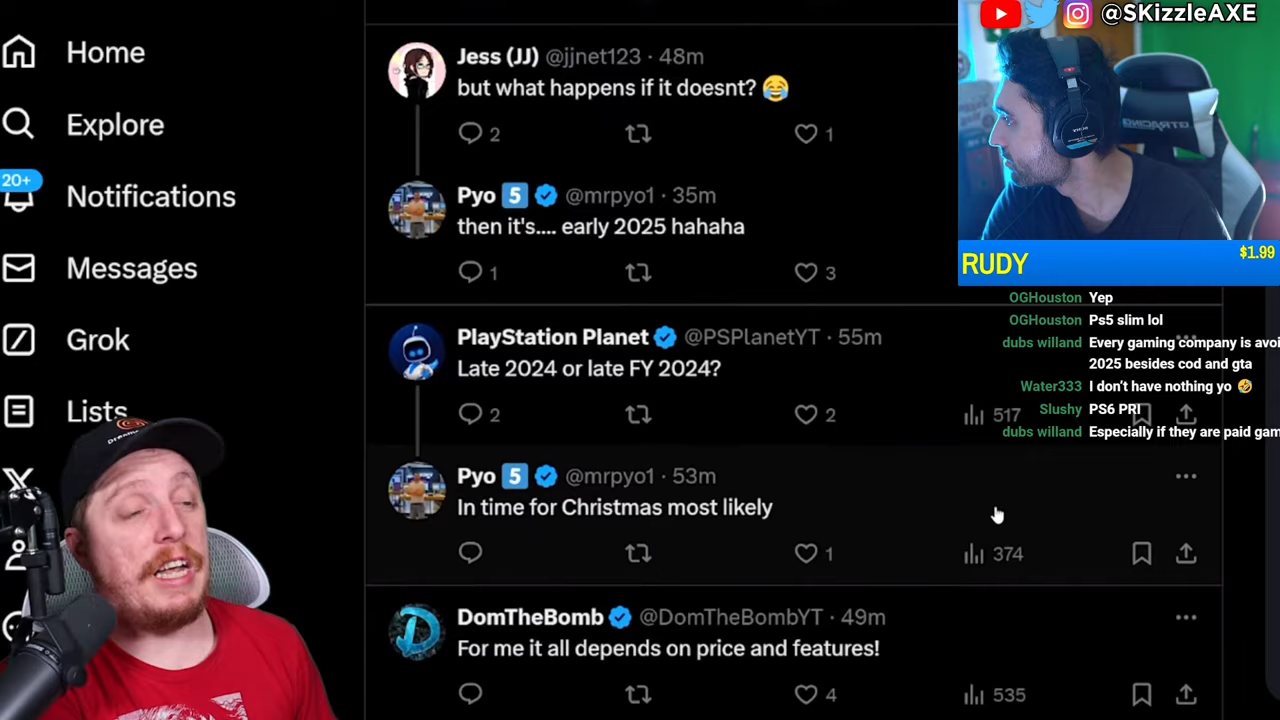 @SKizzleAXE
Home
Explore
20+
Notifications
Messages
Grok
Lists
Jess (JJ) @jjnet123 · 48m
but what happens if it doesnt? 😂
2 1
Pyo 5 @mrpyo1 · 35m
then it's.... early 2025 hahaha
1 3
PlayStation Planet @PSPlanetYT · 55m
Late 2024 or late FY 2024?
2 2 517
Pyo 5 @mrpyo1 · 53m
In time for Christmas most likely
1 374
DomTheBomb @DomTheBombYT · 49m
For me it all depends on price and features!
4 535
RUDY $1.99
OGHouston Yep
OGHouston Ps5 slim lol
dubs willand Every gaming company is avoi
2025 besides cod and gta
Water333 I don't have nothing yo 🤣
Slushy PS6 PRI
dubs willand Especially if they are paid gam
GTRACING